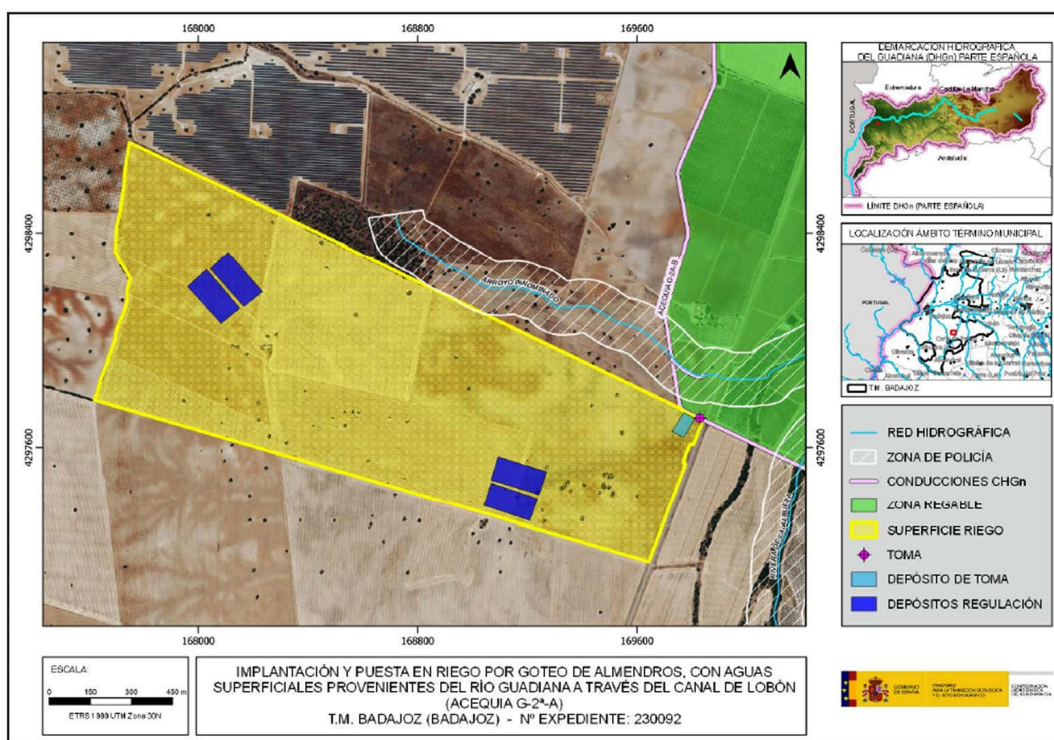 168000 168800 169600
4298400
4297600
4298400
4297600
168000 168800 169600
ARROYO INNOMINADO
ACEQUIA G-2A-B
DEMARCACIÓN HIDROGRÁFICA
DEL GUADIANA (DHGn) PARTE ESPAÑOLA
Extremadura Castilla-La Mancha
PORTUGAL
Andalucía
LÍMITE DHGn (PARTE ESPAÑOLA)
LOCALIZACIÓN ÁMBITO TÉRMINO MUNICIPAL
PORTUGAL
T.M. BADAJOZ
RED HIDROGRÁFICA
ZONA DE POLICÍA
CONDUCCIONES CHGn
ZONA REGABLE
SUPERFICIE RIEGO
TOMA
DEPÓSITO DE TOMA
DEPÓSITOS REGULACIÓN
ESCALA:
0 150 300 450 m
ETRS 1989 UTM Zone 30N
IMPLANTACIÓN Y PUESTA EN RIEGO POR GOTEO DE ALMENDROS, CON AGUAS
SUPERFICIALES PROVENIENTES DEL RÍO GUADIANA A TRAVÉS DEL CANAL DE LOBÓN
(ACEQUIA G-2ª-A)
T.M. BADAJOZ (BADAJOZ) - Nº EXPEDIENTE: 230092
GOBIERNO
DE ESPAÑA